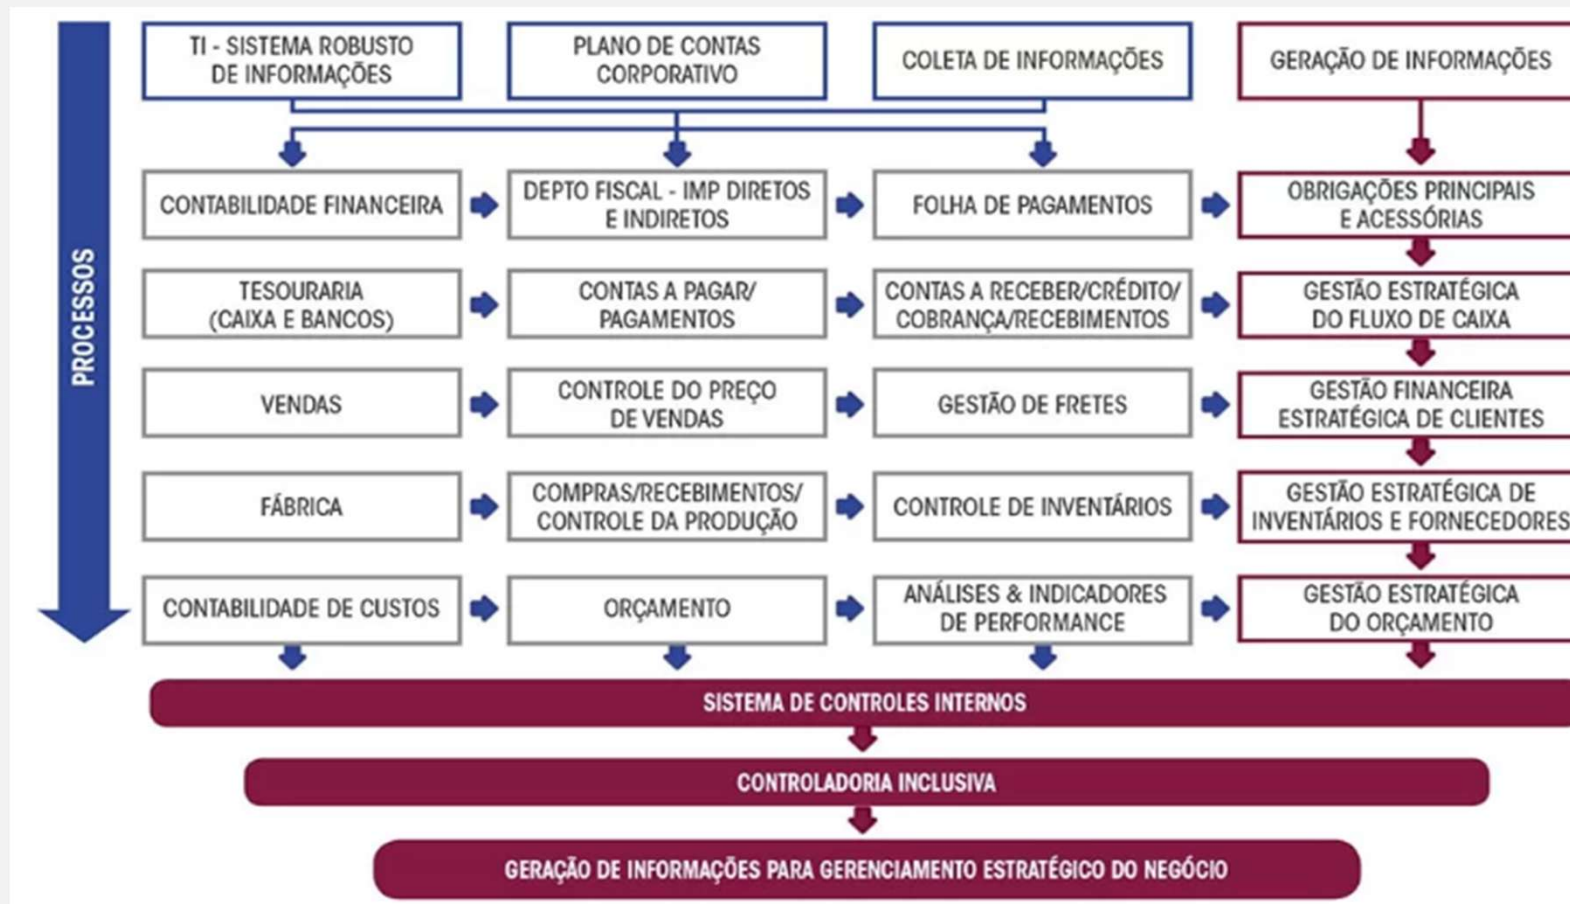 TI - SISTEMA ROBUSTO
DE INFORMAÇÕES
PLANO DE CONTAS
CORPORATIVO
COLETA DE INFORMAÇÕES
GERAÇÃO DE INFORMAÇÕES
PROCESSOS
CONTABILIDADE FINANCEIRA
DEPTO FISCAL - IMP DIRETOS
E INDIRETOS
FOLHA DE PAGAMENTOS
OBRIGAÇÕES PRINCIPAIS
E ACESSÓRIAS
TESOURARIA
(CAIXA E BANCOS)
CONTAS A PAGAR/
PAGAMENTOS
CONTAS A RECEBER/CRÉDITO/
COBRANÇA/RECEBIMENTOS
GESTÃO ESTRATÉGICA
DO FLUXO DE CAIXA
VENDAS
CONTROLE DO PREÇO
DE VENDAS
GESTÃO DE FRETES
GESTÃO FINANCEIRA
ESTRATÉGICA DE CLIENTES
FÁBRICA
COMPRAS/RECEBIMENTOS/
CONTROLE DA PRODUÇÃO
CONTROLE DE INVENTÁRIOS
GESTÃO ESTRATÉGICA DE
INVENTÁRIOS E FORNECEDORES
CONTABILIDADE DE CUSTOS
ORÇAMENTO
ANÁLISES & INDICADORES
DE PERFORMANCE
GESTÃO ESTRATÉGICA
DO ORÇAMENTO
SISTEMA DE CONTROLES INTERNOS
CONTROLADORIA INCLUSIVA
GERAÇÃO DE INFORMAÇÕES PARA GERENCIAMENTO ESTRATÉGICO DO NEGÓCIO